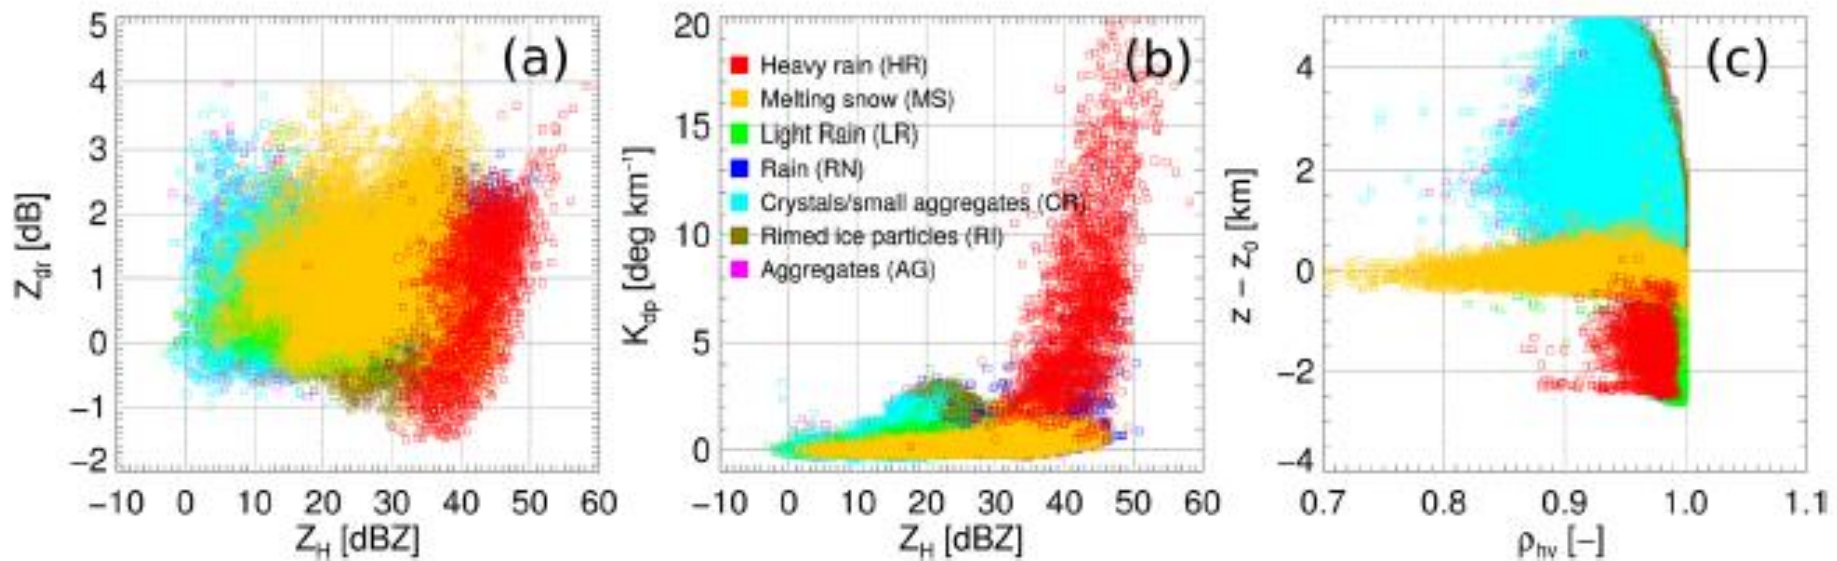 (a)
5
4
3
2
1
0
−1
−2
Zdr [dB]
−10 0 10 20 30 40 50 60
ZH [dBZ]
(b)
20
15
10
5
0
Kdp [deg km⁻¹]
Heavy rain (HR)
Melting snow (MS)
Light Rain (LR)
Rain (RN)
Crystals/small aggregates (CR)
Rimed ice particles (RI)
Aggregates (AG)
−10 0 10 20 30 40 50 60
ZH [dBZ]
(c)
4
2
0
−2
−4
z − z0 [km]
0.7 0.8 0.9 1.0 1.1
ρhv [−]